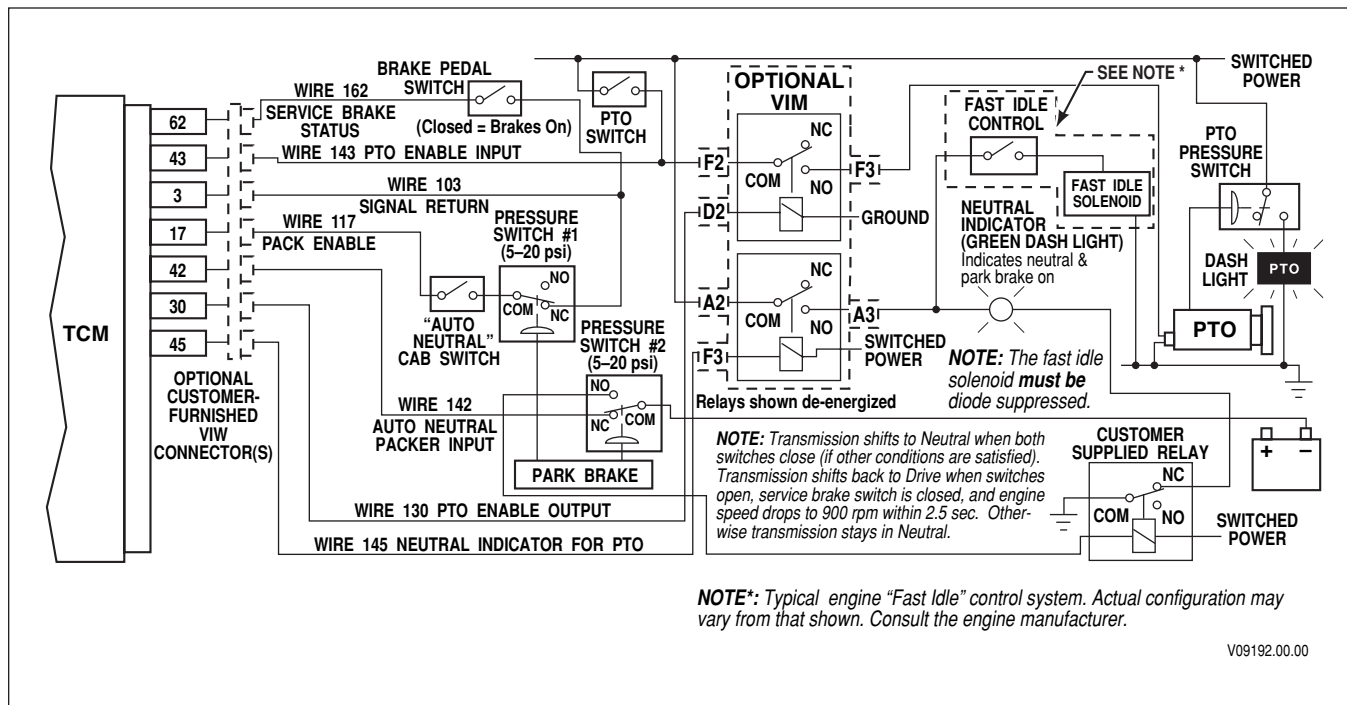 TCM
62
43
3
17
42
30
45
OPTIONAL
CUSTOMER-
FURNISHED
VIW
CONNECTOR(S)
WIRE 162
SERVICE BRAKE
STATUS
BRAKE PEDAL
SWITCH
(Closed = Brakes On)
WIRE 143 PTO ENABLE INPUT
WIRE 103
SIGNAL RETURN
WIRE 117
PACK ENABLE
"AUTO
NEUTRAL"
CAB SWITCH
PRESSURE
SWITCH #1
(5–20 psi)
NO
COM
NC
PRESSURE
SWITCH #2
(5–20 psi)
NO
NC
COM
PARK BRAKE
WIRE 142
AUTO NEUTRAL
PACKER INPUT
WIRE 130 PTO ENABLE OUTPUT
WIRE 145 NEUTRAL INDICATOR FOR PTO
PTO
SWITCH
OPTIONAL
VIM
NC
COM
NO
F2
F3
D2
GROUND
NC
COM
NO
A2
A3
F3
SWITCHED
POWER
Relays shown de-energized
SEE NOTE *
FAST IDLE
CONTROL
FAST IDLE
SOLENOID
NEUTRAL
INDICATOR
(GREEN DASH LIGHT)
Indicates neutral &
park brake on
SWITCHED
POWER
PTO
PRESSURE
SWITCH
DASH
LIGHT
PTO
PTO
NOTE: The fast idle
solenoid must be
diode suppressed.
NOTE: Transmission shifts to Neutral when both
switches close (if other conditions are satisfied).
Transmission shifts back to Drive when switches
open, service brake switch is closed, and engine
speed drops to 900 rpm within 2.5 sec. Other-
wise transmission stays in Neutral.
CUSTOMER
SUPPLIED RELAY
NC
COM
NO
SWITCHED
POWER
+ –
NOTE*: Typical engine "Fast Idle" control system. Actual configuration may
vary from that shown. Consult the engine manufacturer.
V09192.00.00